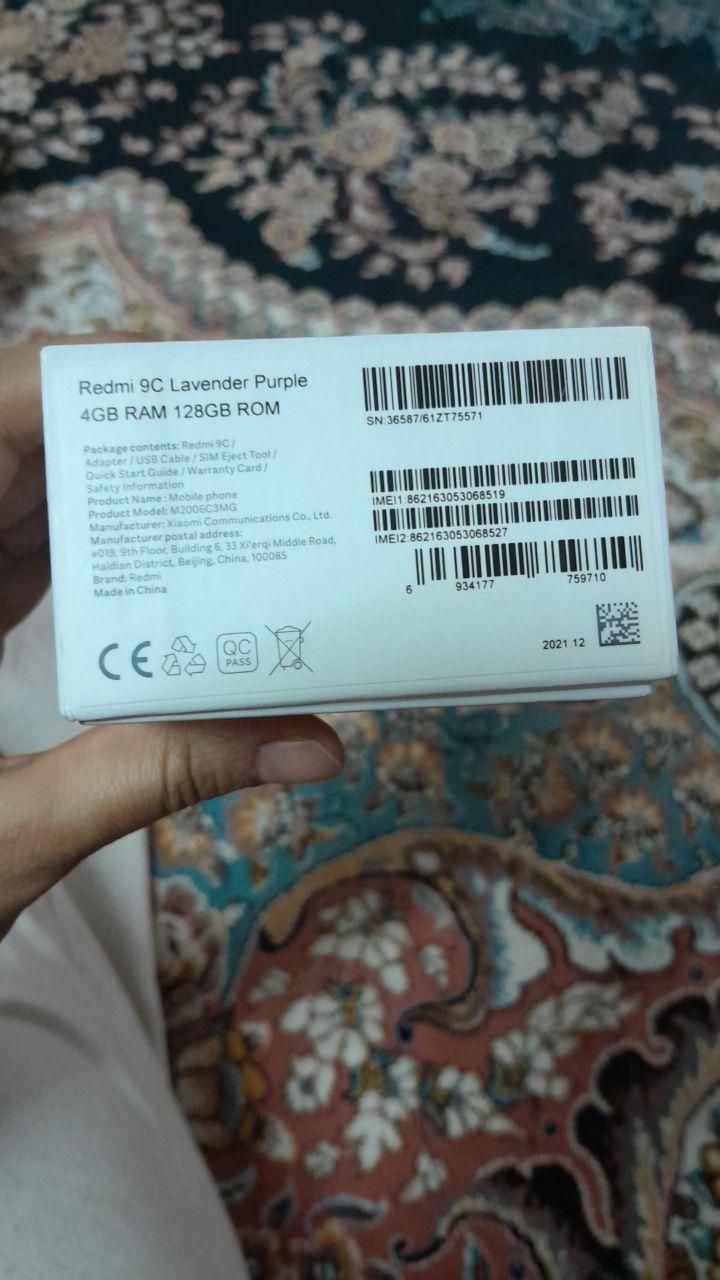 Redmi 9C Lavender Purple
4GB RAM 128GB ROM
Package contents: Redmi 9C /
Adapter / USB Cable / SIM Eject Tool /
Quick Start Guide / Warranty Card /
Safety Information
Product Name: Mobile phone
Product Model: M2006C3MG
Manufacturer: Xiaomi Communications Co., Ltd.
Manufacturer postal address:
#019, 9th Floor, Building 6, 33 Xi'erqi Middle Road,
Haidian District, Beijing, China, 100085
Brand: Redmi
Made in China
CE
QC
PASS
SN:36587/61ZT75571
IMEI1:862163053068519
IMEI2:862163053068527
6 934177 759710
2021.12